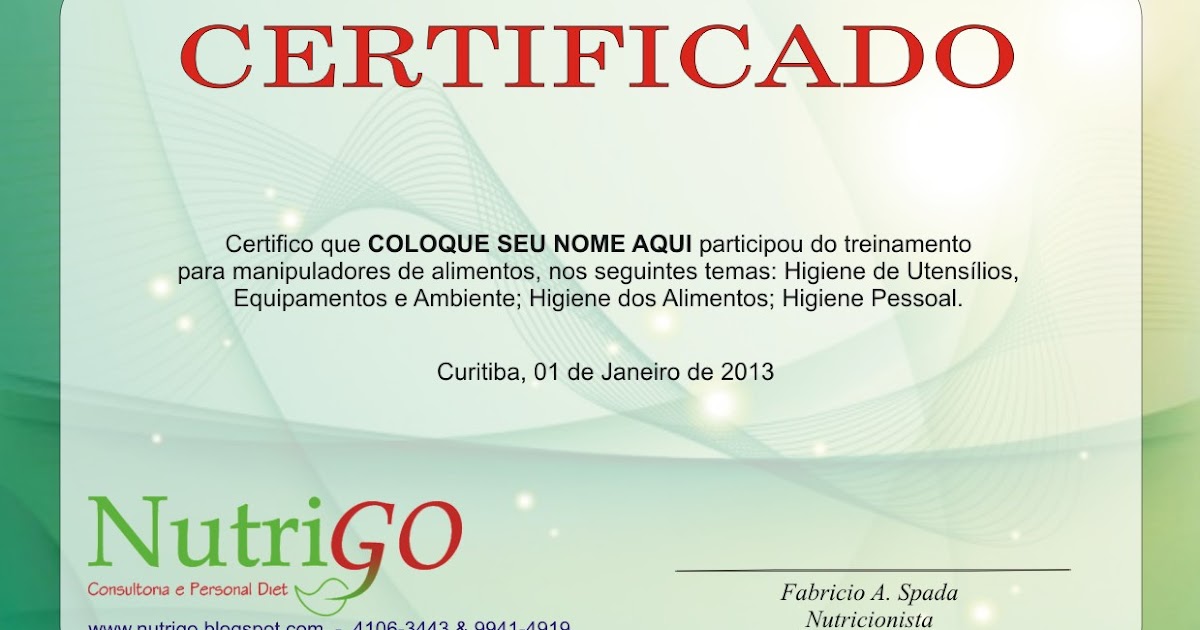 CERTIFICADO
Certifico que COLOQUE SEU NOME AQUI participou do treinamento
para manipuladores de alimentos, nos seguintes temas: Higiene de Utensílios,
Equipamentos e Ambiente; Higiene dos Alimentos; Higiene Pessoal.
Curitiba, 01 de Janeiro de 2013
NutriGO
Consultoria e Personal Diet
www.nutrigo.blogspot.com - 4106-3443 & 9941-4919
Fabricio A. Spada
Nutricionista